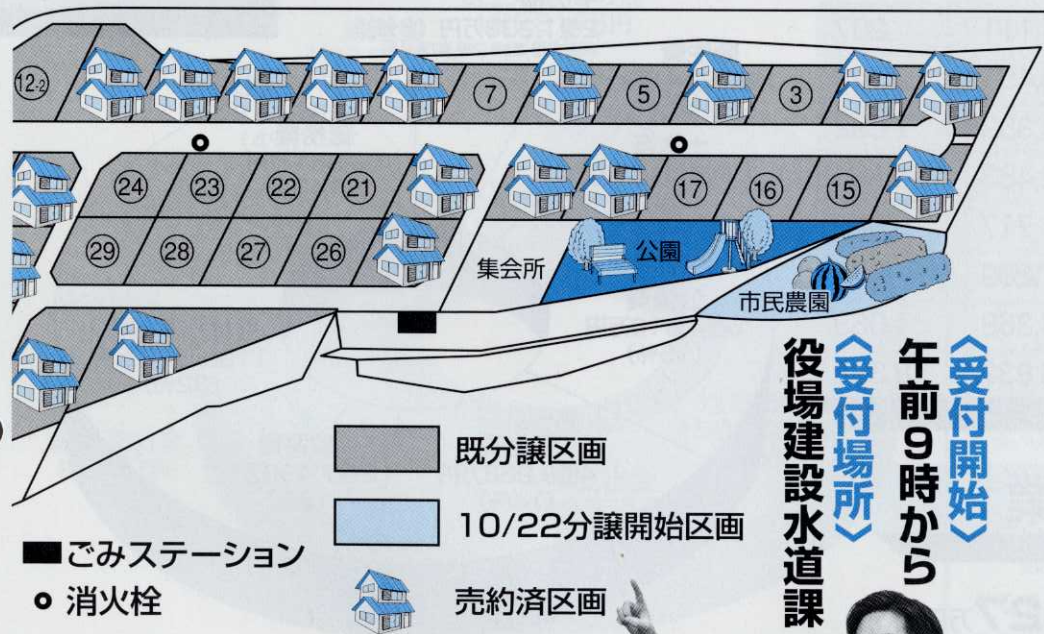 12-2
7
5
3
24
23
22
21
17
16
15
29
28
27
26
集会所
公園
市民農園
〈受付開始〉
午前9時から
〈受付場所〉
役場建設水道課
既分譲区画
10/22分譲開始区画
売約済区画
ごみステーション
消火栓